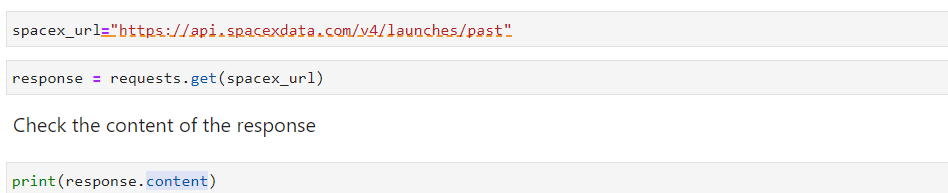 spacex_url="https://api.spacexdata.com/v4/launches/past"
response = requests.get(spacex_url)
Check the content of the response
print(response.content)